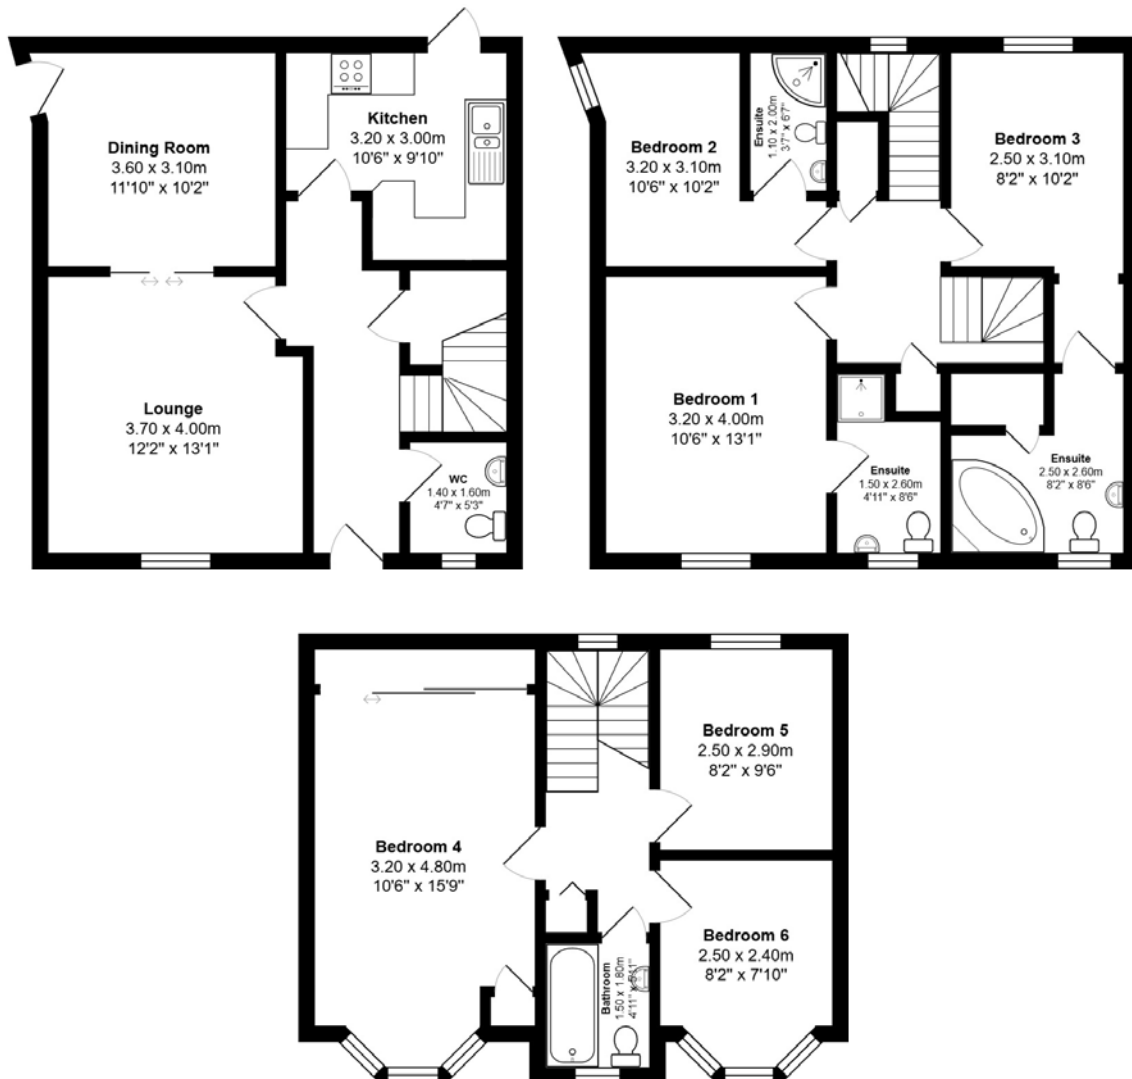 Dining Room
3.60 x 3.10m
11'10" x 10'2"
Kitchen
3.20 x 3.00m
10'6" x 9'10"
Lounge
3.70 x 4.00m
12'2" x 13'1"
WC
1.40 x 1.60m
4'7" x 5'3"
Bedroom 2
3.20 x 3.10m
10'6" x 10'2"
Ensuite
1.10 x 2.00m
3'7" x 6'7"
Bedroom 3
2.50 x 3.10m
8'2" x 10'2"
Bedroom 1
3.20 x 4.00m
10'6" x 13'1"
Ensuite
1.50 x 2.60m
4'11" x 8'6"
Ensuite
2.50 x 2.60m
8'2" x 8'6"
Bedroom 4
3.20 x 4.80m
10'6" x 15'9"
Bedroom 5
2.50 x 2.90m
8'2" x 9'6"
Bedroom 6
2.50 x 2.40m
8'2" x 7'10"
Bathroom
1.50 x 1.80m
4'11" x 5'11"